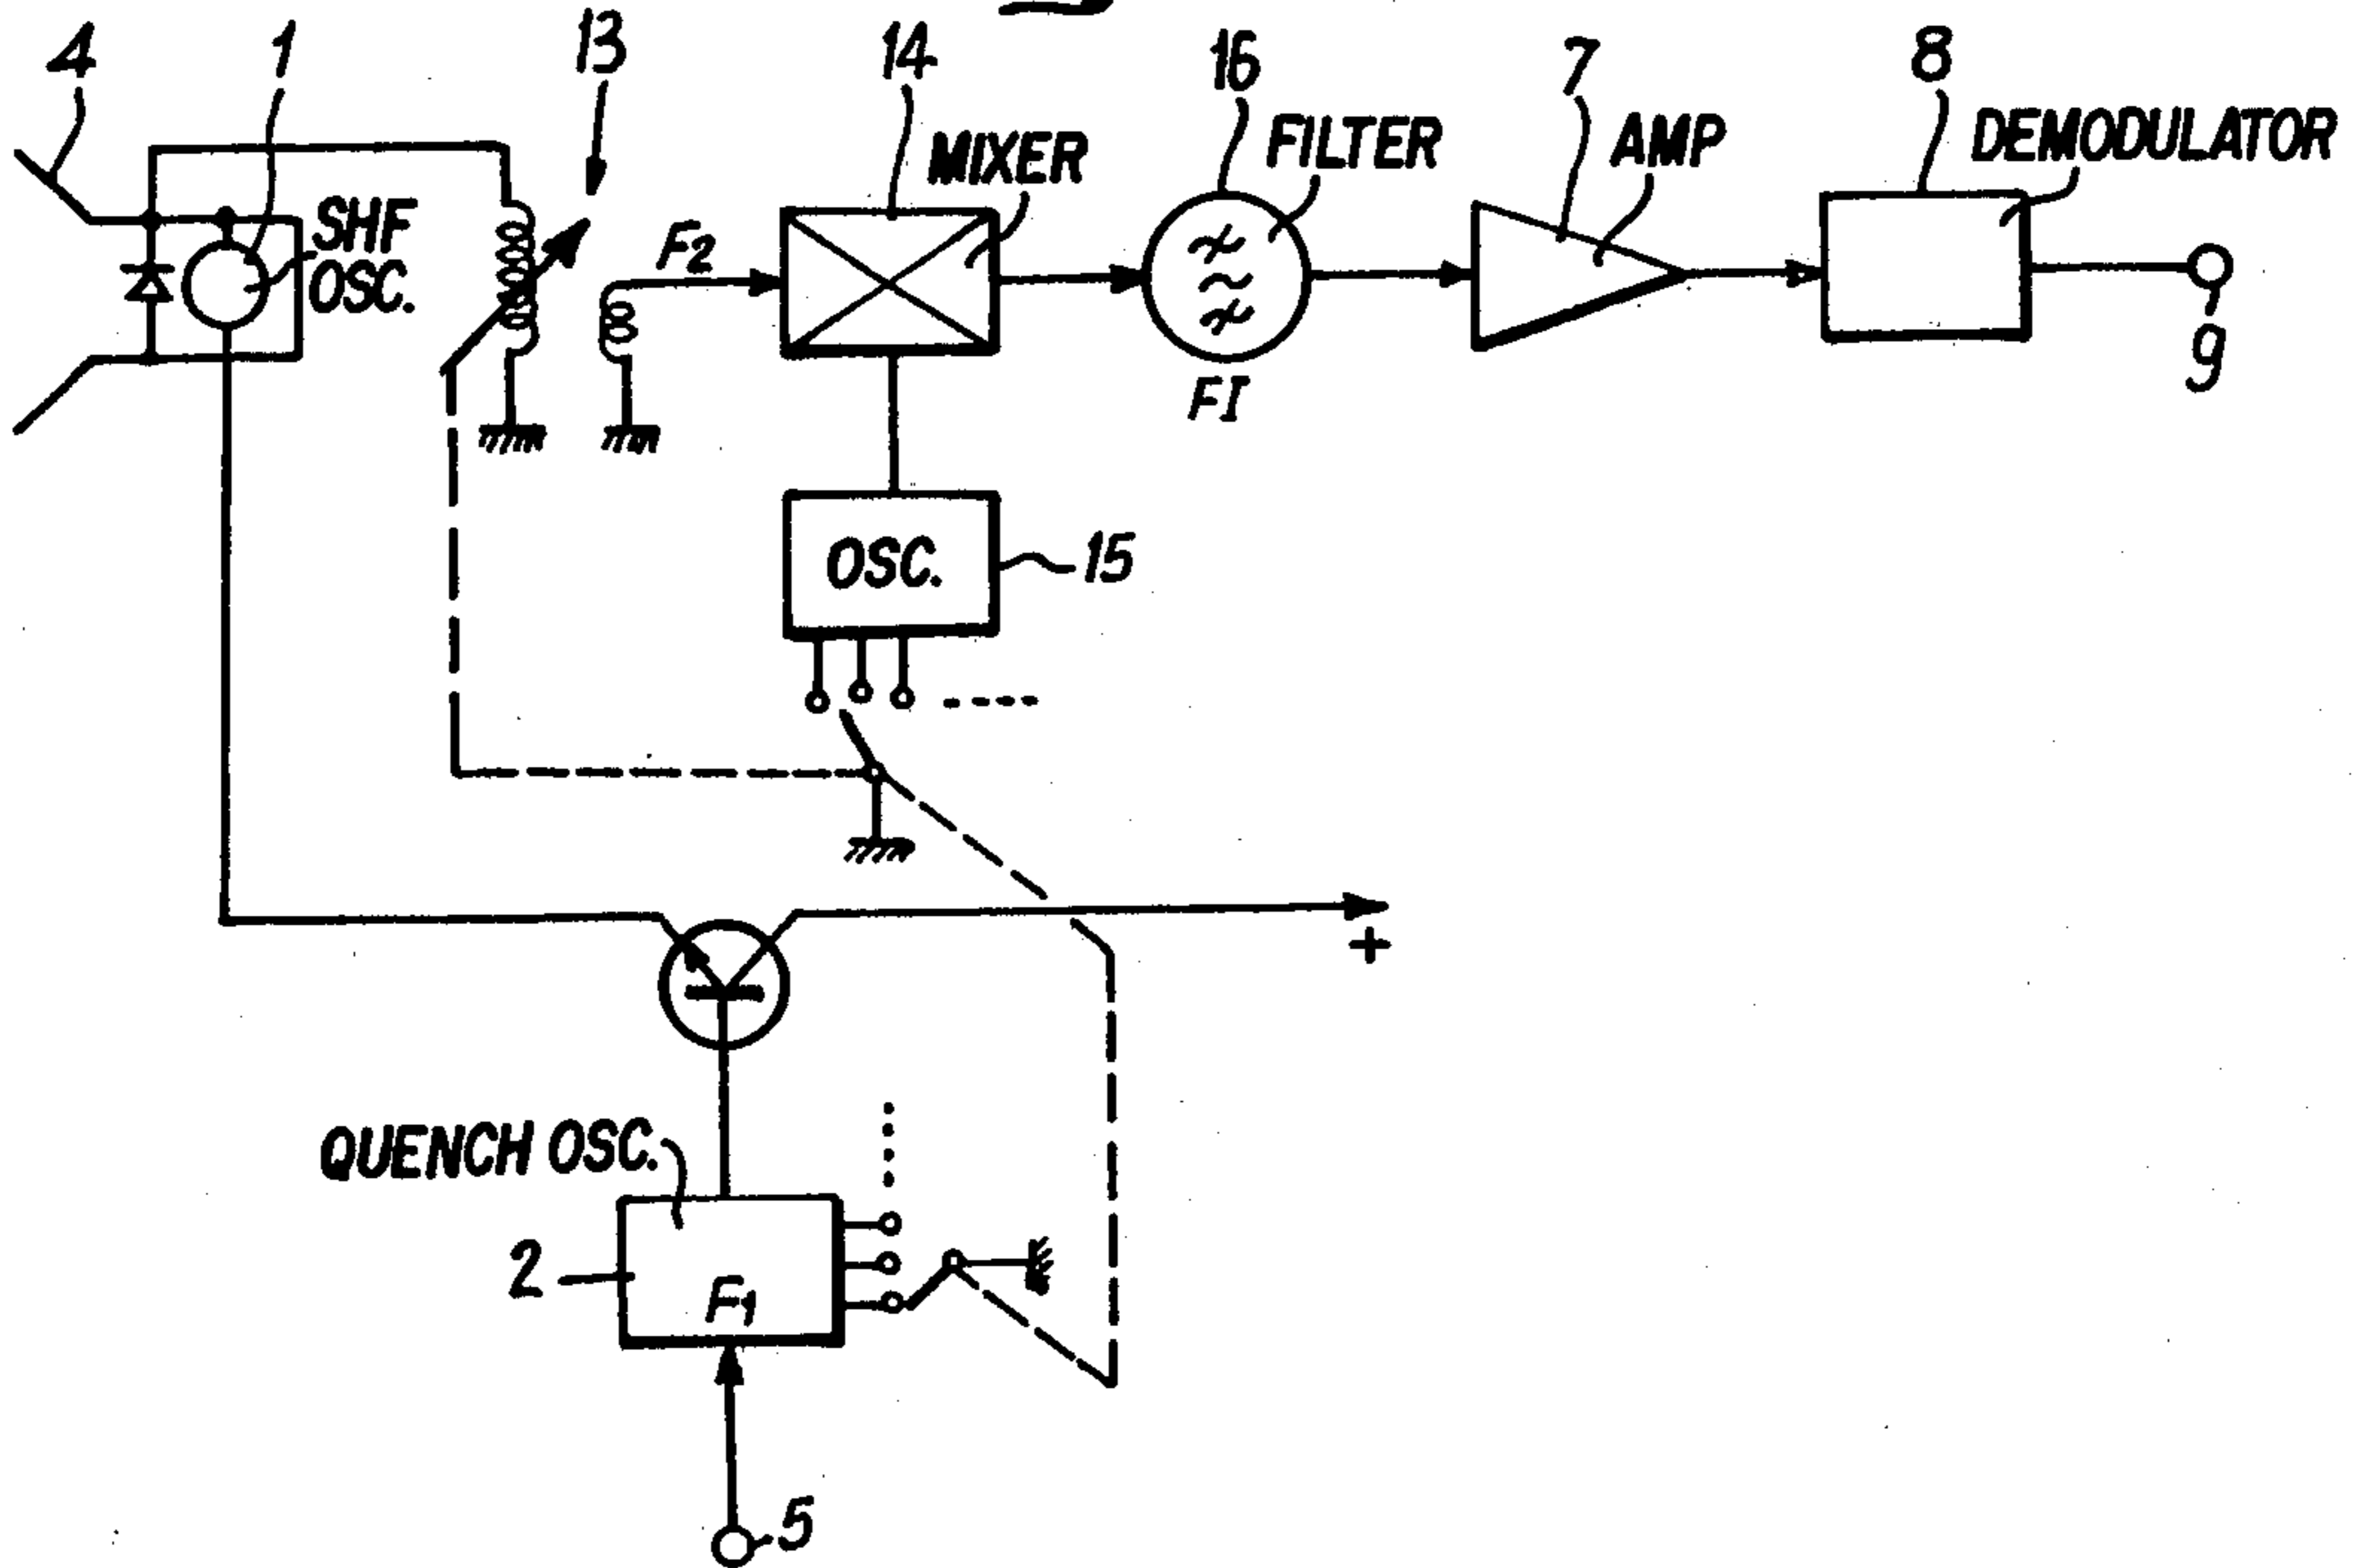 4 1 13 14 16 7 8
MIXER FILTER AMP DEMODULATOR
SHF
OSC.
F2
FI
9
OSC.
15
+
QUENCH OSC.
2
F1
5